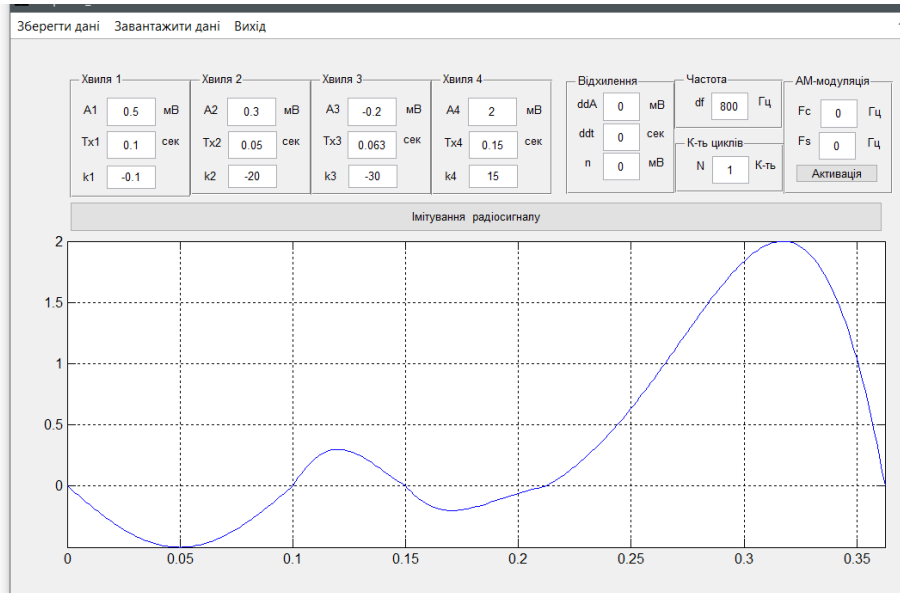 Зберегти дані Завантажити дані Вихід
Хвиля 1 Хвиля 2 Хвиля 3 Хвиля 4 Відхилення Частота АМ-модуляція
A1 0.5 мВ A2 0.3 мВ A3 -0.2 мВ A4 2 мВ ddA 0 мВ df 800 Гц Fc 0 Гц
Tx1 0.1 сек Tx2 0.05 сек Tx3 0.063 сек Tx4 0.15 сек ddt 0 сек К-ть циклів Fs 0 Гц
k1 -0.1 k2 -20 k3 -30 k4 15 n 0 мВ N 1 К-ть Активація
Імітування радіосигналу
2
1.5
1
0.5
0
0 0.05 0.1 0.15 0.2 0.25 0.3 0.35